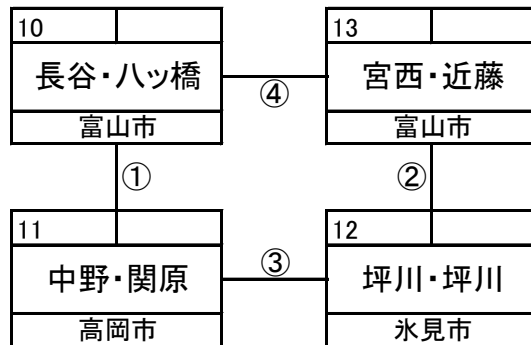 10
13
長谷・八ッ橋
④
宮西・近藤
富山市
富山市
①
②
11
12
中野・関原
③
坪川・坪川
高岡市
氷見市